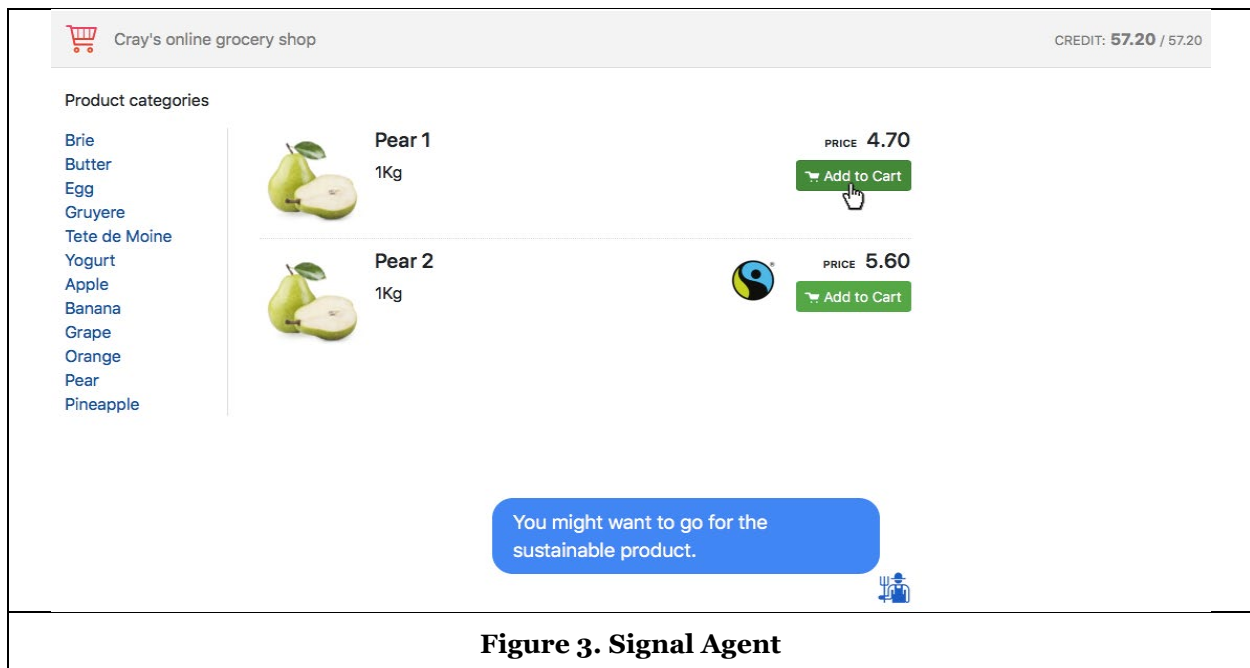 Cray's online grocery shop
CREDIT: 57.20 / 57.20
Product categories
Brie
Butter
Egg
Gruyere
Tete de Moine
Yogurt
Apple
Banana
Grape
Orange
Pear
Pineapple
Pear 1
1Kg
PRICE 4.70
Add to Cart
Pear 2
1Kg
PRICE 5.60
Add to Cart
You might want to go for the
sustainable product.
Figure 3. Signal Agent